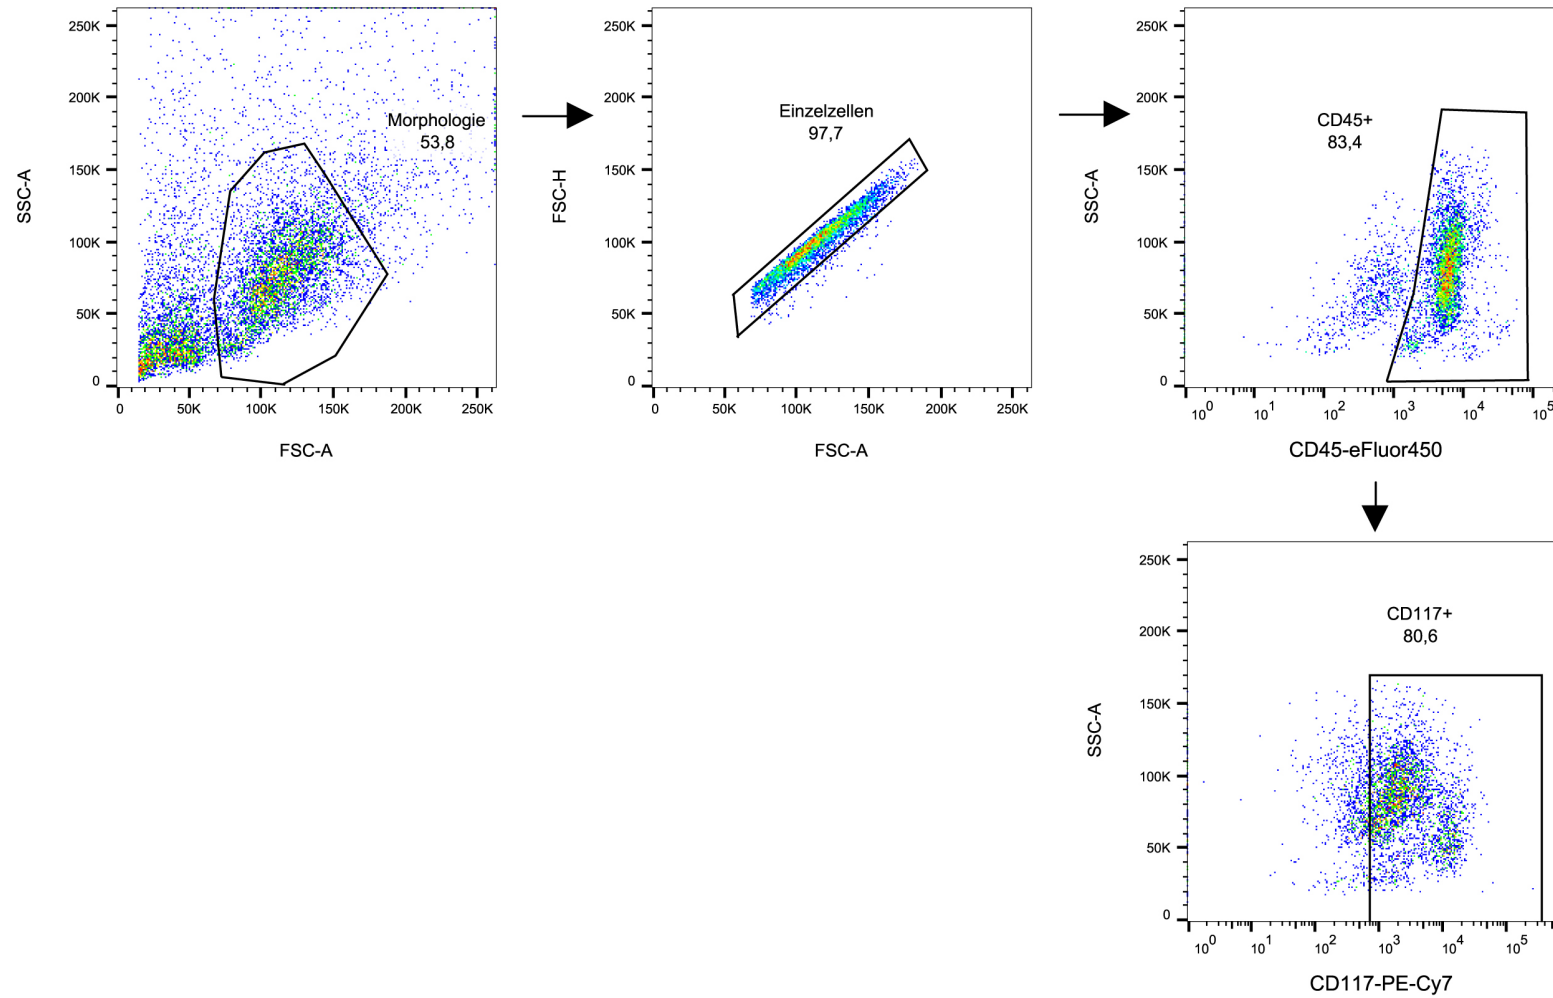 SSC-A
250K
200K
150K
100K
50K
0
Morphologie
53,8
0 50K 100K 150K 200K 250K
FSC-A
FSC-H
250K
200K
150K
100K
50K
0
Einzelzellen
97,7
0 50K 100K 150K 200K 250K
FSC-A
SSC-A
250K
200K
150K
100K
50K
0
CD45+
83,4
10^0 10^1 10^2 10^3 10^4 10^5
CD45-eFluor450
SSC-A
250K
200K
150K
100K
50K
0
CD117+
80,6
10^0 10^1 10^2 10^3 10^4 10^5
CD117-PE-Cy7